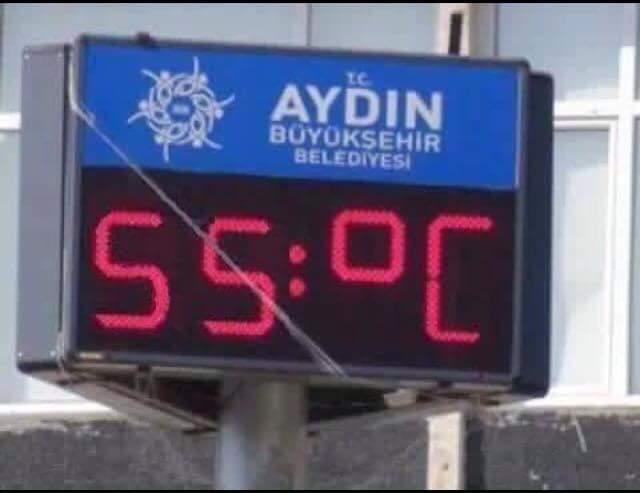 T.C.
AYDIN
BÜYÜKŞEHİR
BELEDİYESİ
55:°C